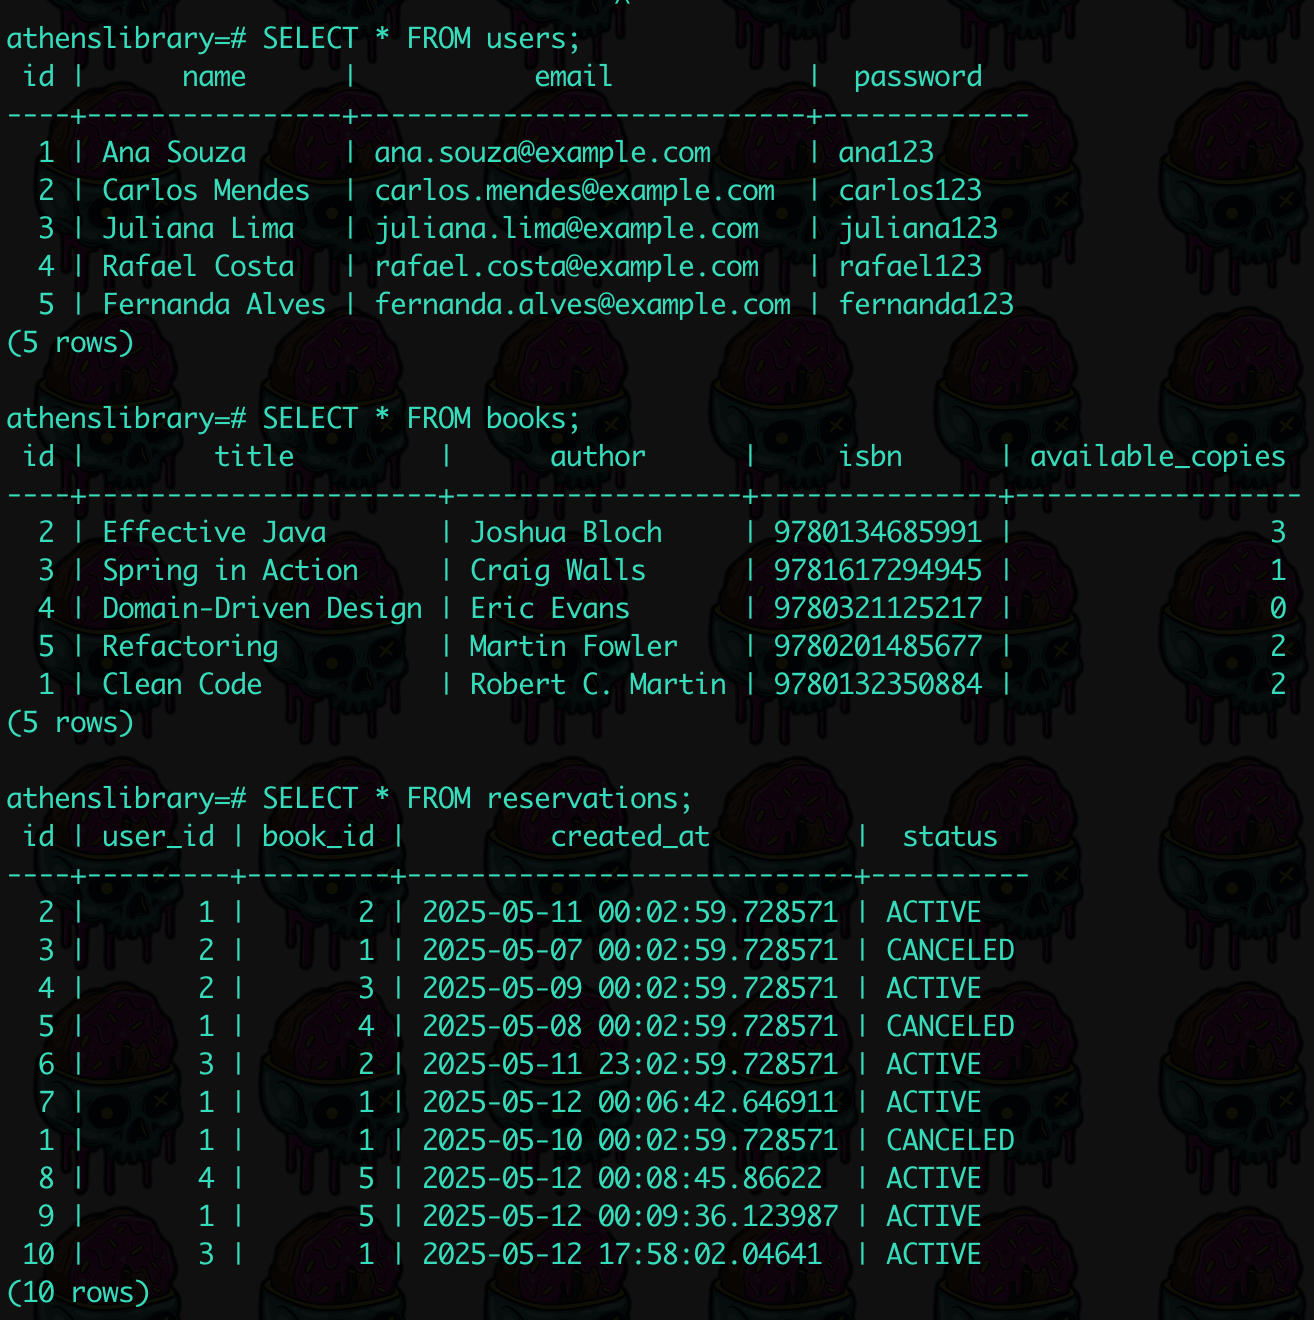 athenslibrary=# SELECT * FROM users;
 id |      name      |           email            |  password
----+----------------+----------------------------+-------------
  1 | Ana Souza      | ana.souza@example.com      | ana123
  2 | Carlos Mendes  | carlos.mendes@example.com  | carlos123
  3 | Juliana Lima   | juliana.lima@example.com   | juliana123
  4 | Rafael Costa   | rafael.costa@example.com   | rafael123
  5 | Fernanda Alves | fernanda.alves@example.com | fernanda123
(5 rows)

athenslibrary=# SELECT * FROM books;
 id |        title         |      author      |     isbn      | available_copies
----+----------------------+------------------+---------------+------------------
  2 | Effective Java       | Joshua Bloch     | 9780134685991 |                3
  3 | Spring in Action     | Craig Walls      | 9781617294945 |                1
  4 | Domain-Driven Design | Eric Evans       | 9780321125217 |                0
  5 | Refactoring          | Martin Fowler    | 9780201485677 |                2
  1 | Clean Code           | Robert C. Martin | 9780132350884 |                2
(5 rows)

athenslibrary=# SELECT * FROM reservations;
 id | user_id | book_id |         created_at         |  status
----+---------+---------+----------------------------+----------
  2 |       1 |       2 | 2025-05-11 00:02:59.728571 | ACTIVE
  3 |       2 |       1 | 2025-05-07 00:02:59.728571 | CANCELED
  4 |       2 |       3 | 2025-05-09 00:02:59.728571 | ACTIVE
  5 |       1 |       4 | 2025-05-08 00:02:59.728571 | CANCELED
  6 |       3 |       2 | 2025-05-11 23:02:59.728571 | ACTIVE
  7 |       1 |       1 | 2025-05-12 00:06:42.646911 | ACTIVE
  1 |       1 |       1 | 2025-05-10 00:02:59.728571 | CANCELED
  8 |       4 |       5 | 2025-05-12 00:08:45.86622  | ACTIVE
  9 |       1 |       5 | 2025-05-12 00:09:36.123987 | ACTIVE
 10 |       3 |       1 | 2025-05-12 17:58:02.04641  | ACTIVE
(10 rows)